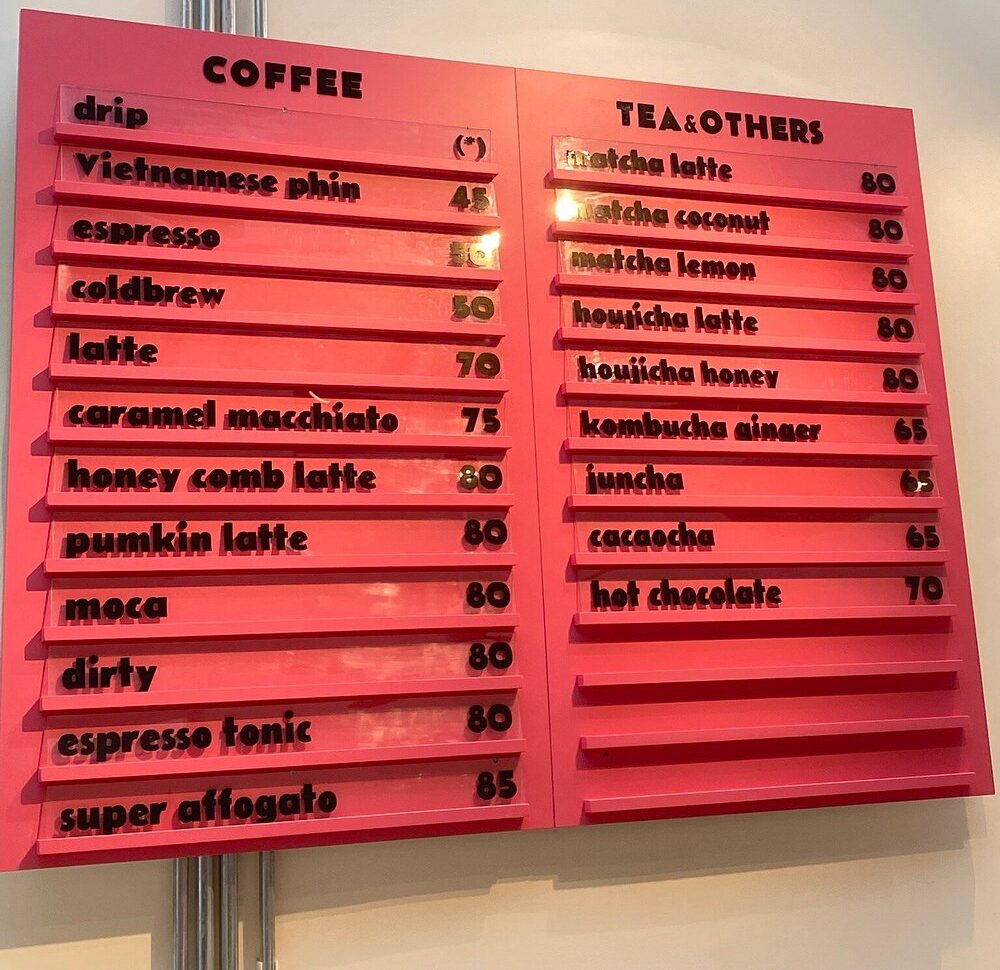 COFFEE
drip (*)
Vietnamese phin 45
espresso 50
coldbrew 50
latte 70
caramel macchiato 75
honey comb latte 80
pumkin latte 80
moca 80
dirty 80
espresso tonic 80
super affogato 85
TEA&OTHERS
matcha latte 80
matcha coconut 80
matcha lemon 80
houjicha latte 80
houjicha honey 80
kombucha ginger 65
juncha 65
cacaocha 65
hot chocolate 70